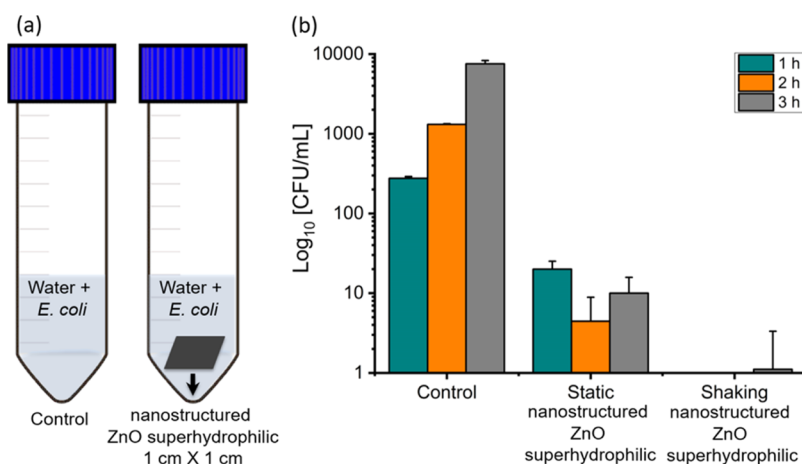 (a)
Water +
E. coli
Water +
E. coli
Control
nanostructured
ZnO superhydrophilic
1 cm X 1 cm
(b)
Log10 [CFU/mL]
10000
1000
100
10
1
1 h
2 h
3 h
Control
Static
nanostructured
ZnO
superhydrophilic
Shaking
nanostructured
ZnO
superhydrophilic